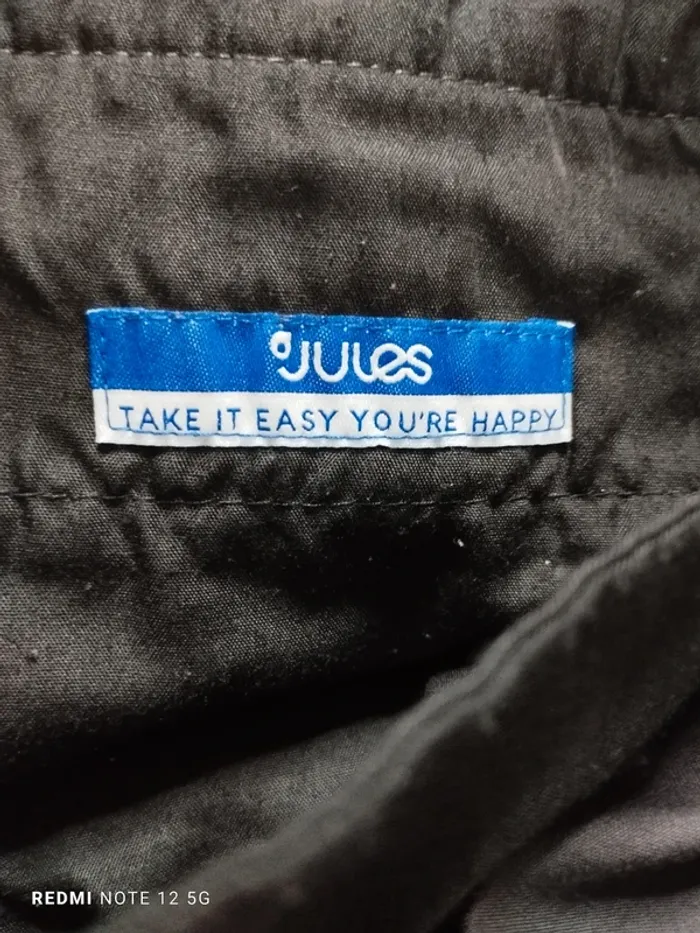 JULES
TAKE IT EASY YOU'RE HAPPY
REDMI NOTE 12 5G